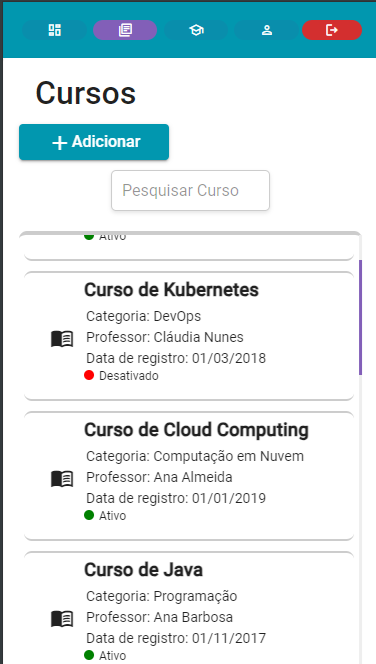 Cursos
+ Adicionar
Pesquisar Curso
Ativo
Curso de Kubernetes
Categoria: DevOps
Professor: Cláudia Nunes
Data de registro: 01/03/2018
Desativado
Curso de Cloud Computing
Categoria: Computação em Nuvem
Professor: Ana Almeida
Data de registro: 01/01/2019
Ativo
Curso de Java
Categoria: Programação
Professor: Ana Barbosa
Data de registro: 01/11/2017
Ativo